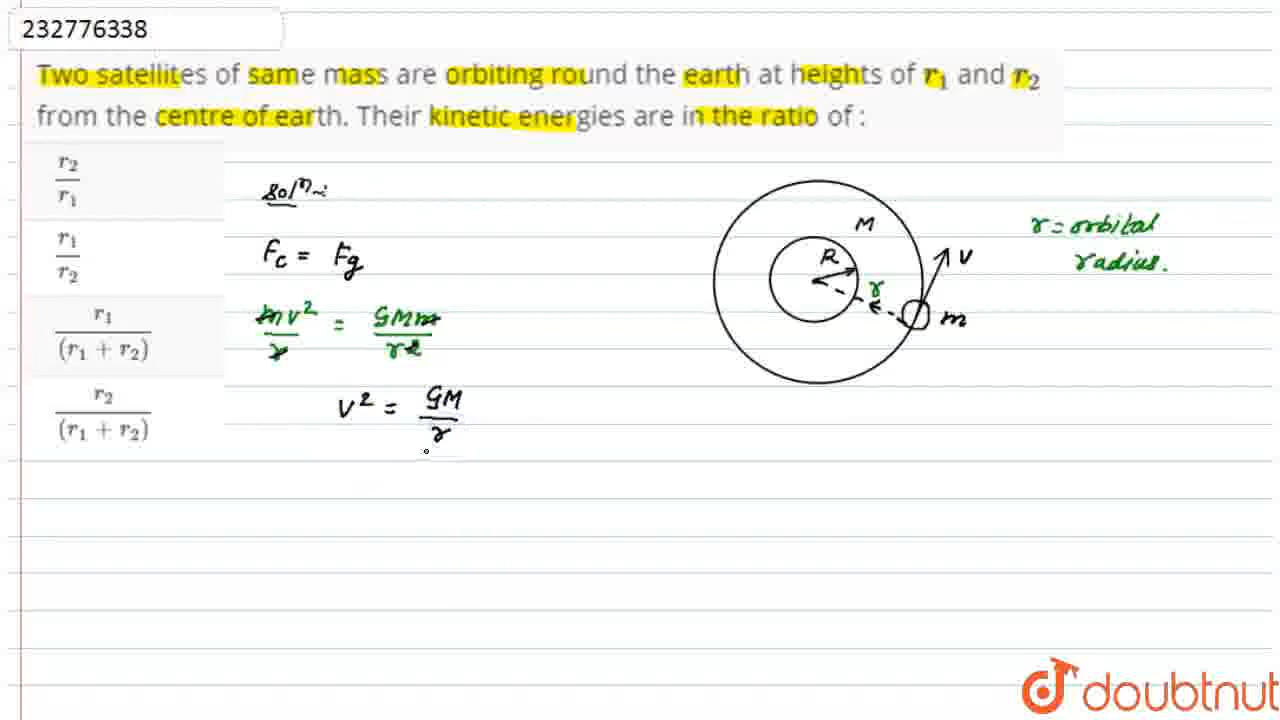 232776338
Two satellites of same mass are orbiting round the earth at heights of r₁ and r₂
from the centre of earth. Their kinetic energies are in the ratio of :
r₂
r₁
r₁
r₂
r₁
(r₁ + r₂)
r₂
(r₁ + r₂)
Solⁿ:-
Fc = Fg
mv² = GMm
r r²
V² = GM
r
M
R
r
V
m
r = orbital
radius.
doubtnut